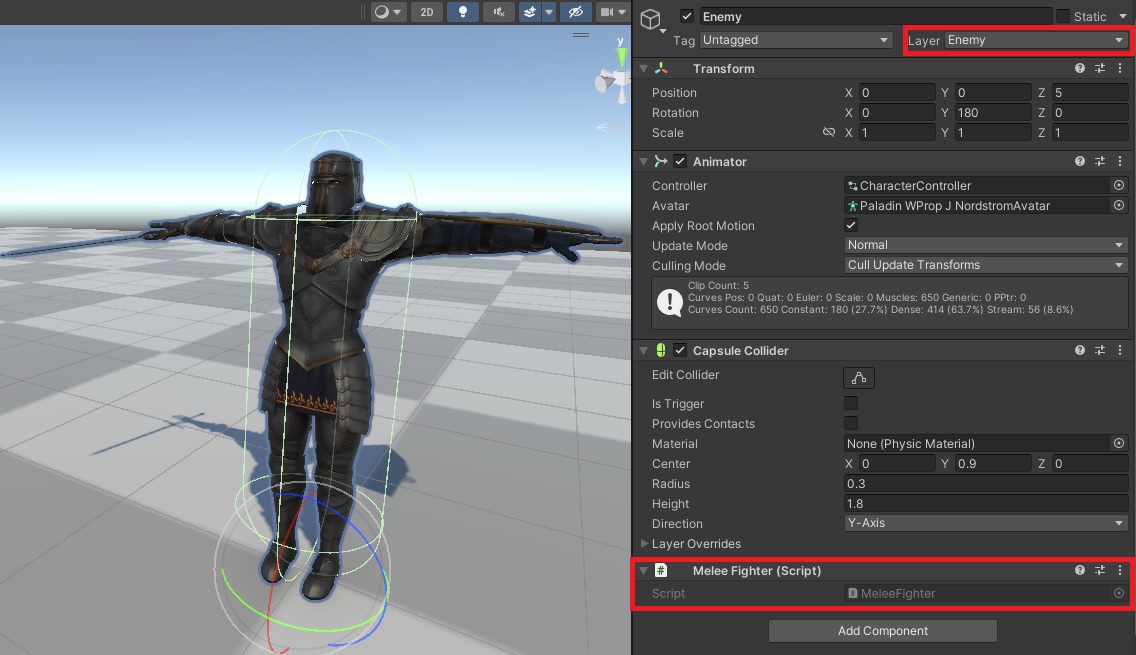 2D
y
Enemy
Static
Tag Untagged
Layer Enemy
Transform
Position X 0 Y 0 Z 5
Rotation X 0 Y 180 Z 0
Scale X 1 Y 1 Z 1
Animator
Controller CharacterController
Avatar Paladin WProp J NordstromAvatar
Apply Root Motion
Update Mode Normal
Culling Mode Cull Update Transforms
Clip Count: 5
Curves Pos: 0 Quat: 0 Euler: 0 Scale: 0 Muscles: 650 Generic: 0 PPtr: 0
Curves Count: 650 Constant: 180 (27.7%) Dense: 414 (63.7%) Stream: 56 (8.6%)
Capsule Collider
Edit Collider
Is Trigger
Provides Contacts
Material None (Physic Material)
Center X 0 Y 0.9 Z 0
Radius 0.3
Height 1.8
Direction Y-Axis
Layer Overrides
# Melee Fighter (Script)
Script MeleeFighter
Add Component